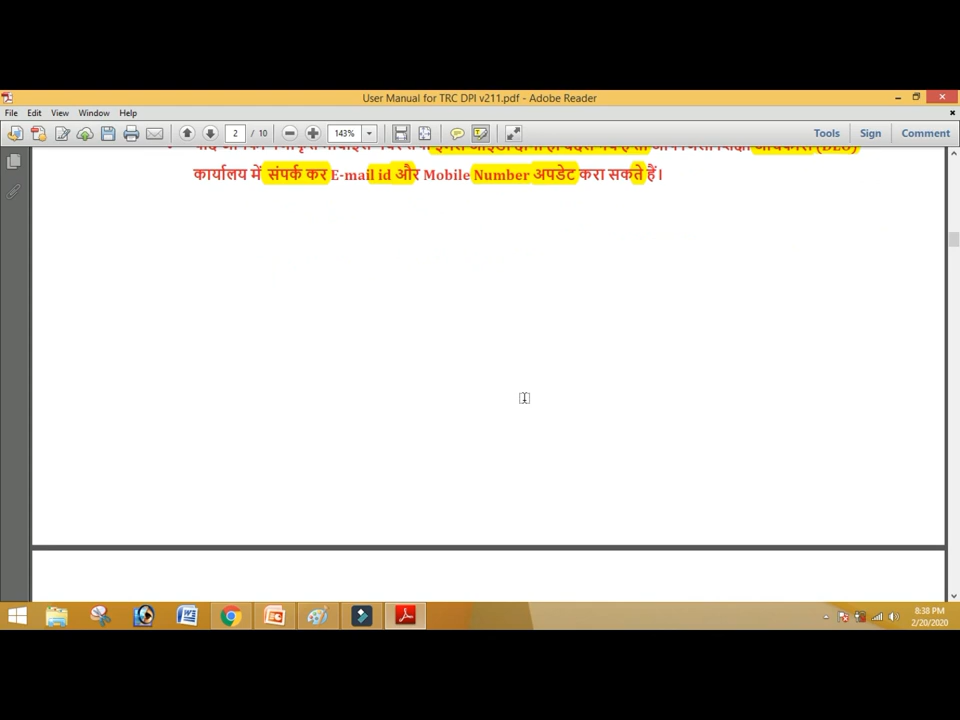 User Manual for TRC DPI v211.pdf - Adobe Reader
File Edit View Window Help
2 / 10 143% Tools Sign Comment
(DEO)
कार्यालय में संपर्क कर E-mail id और Mobile Number अपडेट करा सकते हैं।
8:38 PM
2/20/2020